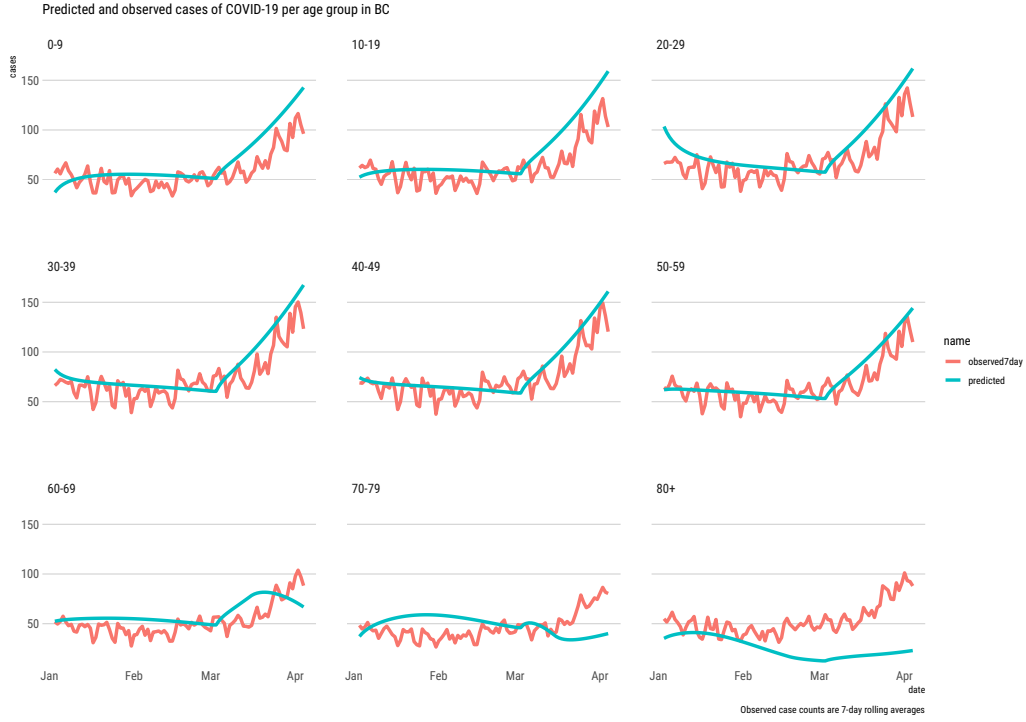 Predicted and observed cases of COVID-19 per age group in BC
0-9
10-19
20-29
cases
150
100
50
30-39
40-49
50-59
150
100
50
name
observed7day
predicted
60-69
70-79
80+
150
100
50
Jan Feb Mar Apr Jan Feb Mar Apr Jan Feb Mar Apr
date
Observed case counts are 7-day rolling averages